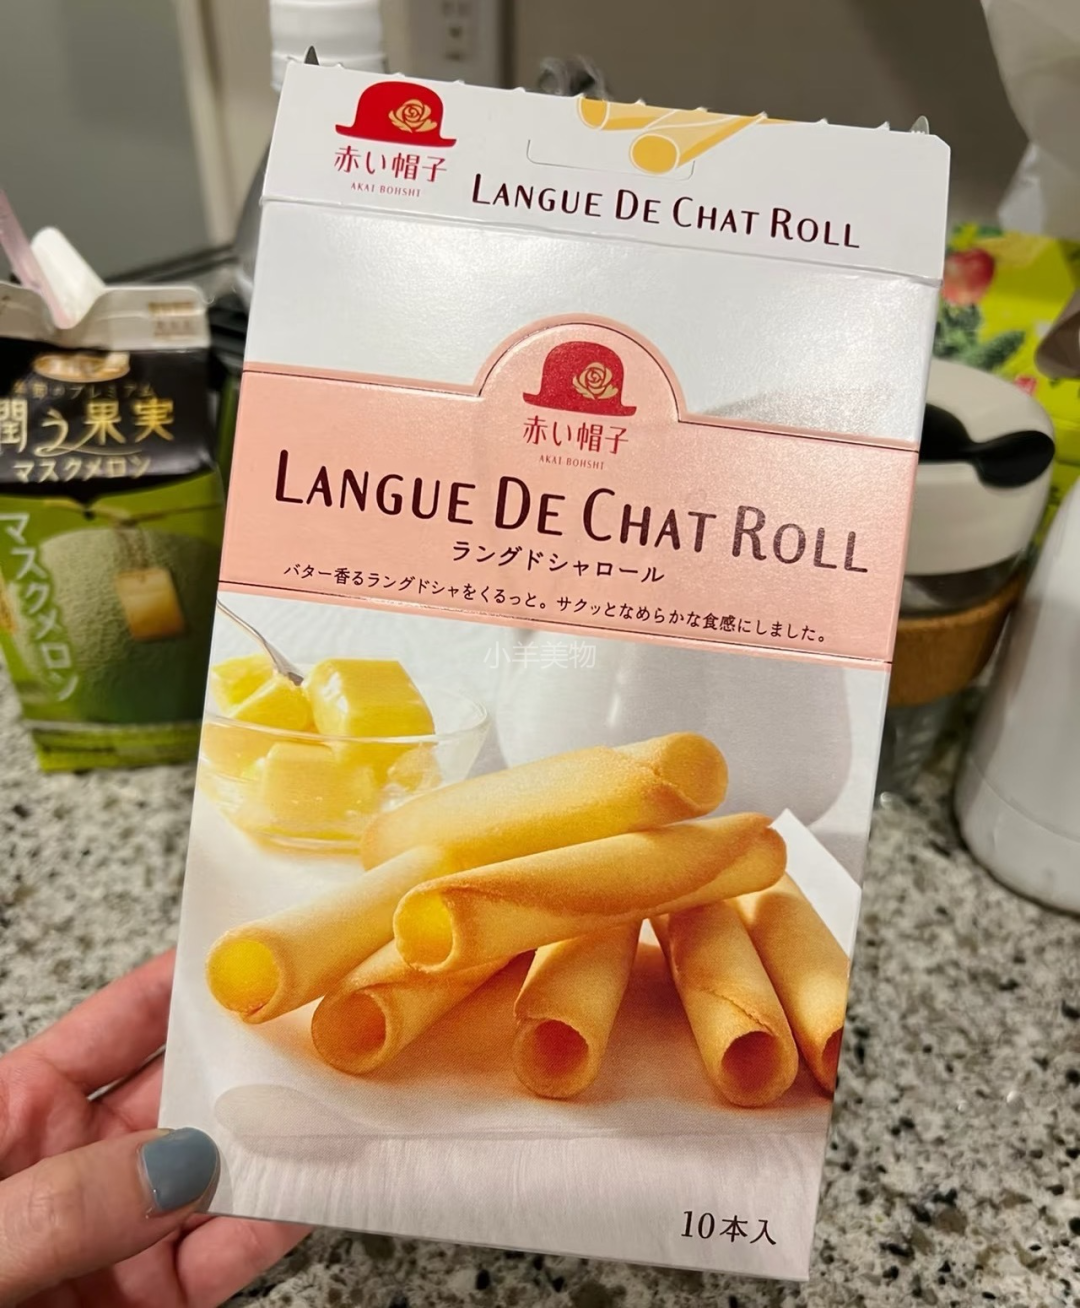 赤い帽子
AKAI BOHSHI
LANGUE DE CHAT ROLL
赤い帽子
AKAI BOHSHI
LANGUE DE CHAT ROLL
ラングドシャロール
バター香るラングドシャをくるっと。サクッとなめらかな食感にしました。
小羊美物
10本入
潤う果実
マスクメロン
マスクメロン